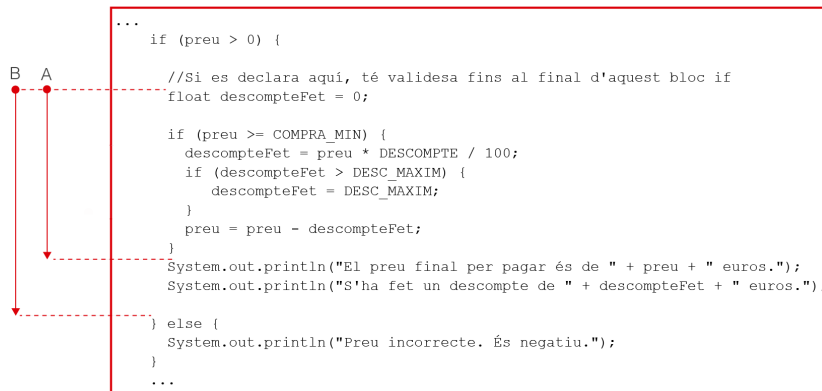 ...
if (preu > 0) {
B A
//Si es declara aquí, té validesa fins al final d'aquest bloc if
float descompteFet = 0;
if (preu >= COMPRA_MIN) {
descompteFet = preu * DESCOMPTE / 100;
if (descompteFet > DESC_MAXIM) {
descompteFet = DESC_MAXIM;
}
preu = preu - descompteFet;
}
System.out.println("El preu final per pagar és de " + preu + " euros.");
System.out.println("S'ha fet un descompte de " + descompteFet + " euros.")
} else {
System.out.println("Preu incorrecte. És negatiu.");
}
...